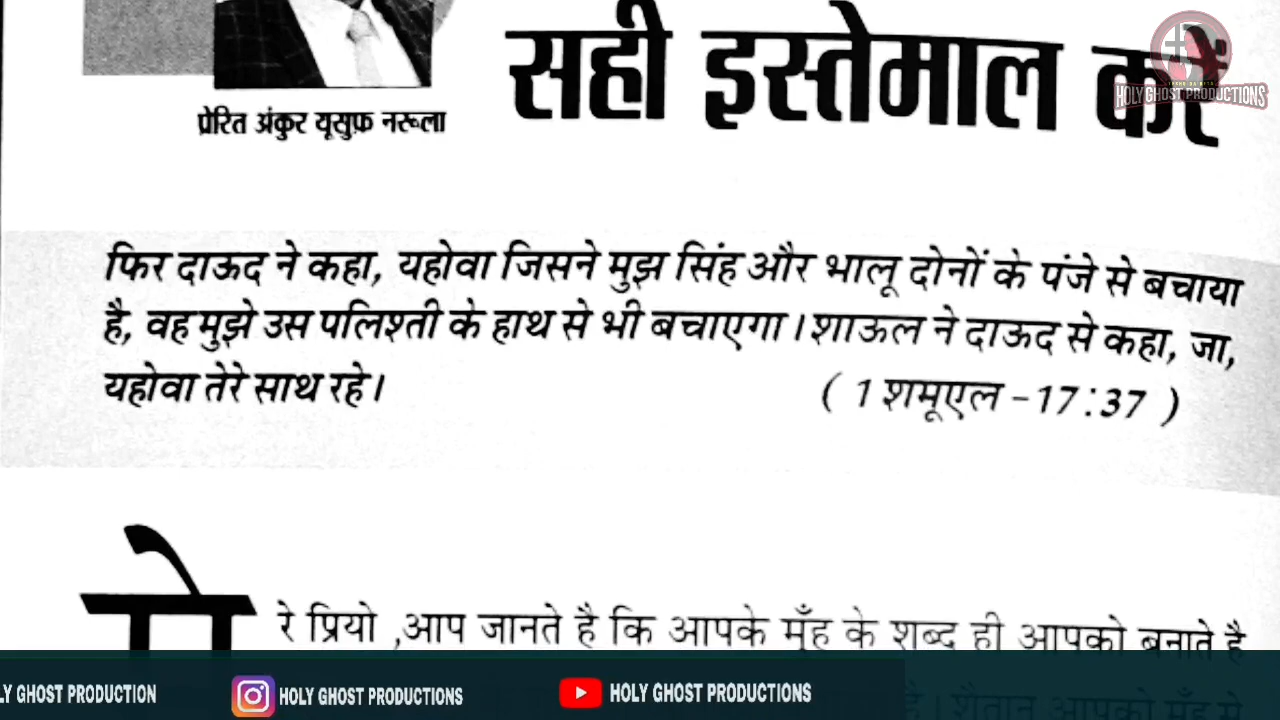 सही इस्तेमाल करें
HOLY GHOST PRODUCTIONS
प्रेरित अंकुर यूसुफ़ नरूला
फिर दाऊद ने कहा, यहोवा जिसने मुझ सिंह और भालू दोनों के पंजे से बचाया
है, वह मुझे उस पलिश्ती के हाथ से भी बचाएगा । शाऊल ने दाऊद से कहा, जा,
यहोवा तेरे साथ रहे ।
( 1 शमूएल - 17:37 )
मेरे प्रियो ,आप जानते है कि आपके मुँह के शब्द ही आपको बनाते है
है । शैतान आपको मुँह से
LY GHOST PRODUCTION
HOLY GHOST PRODUCTIONS
HOLY GHOST PRODUCTIONS